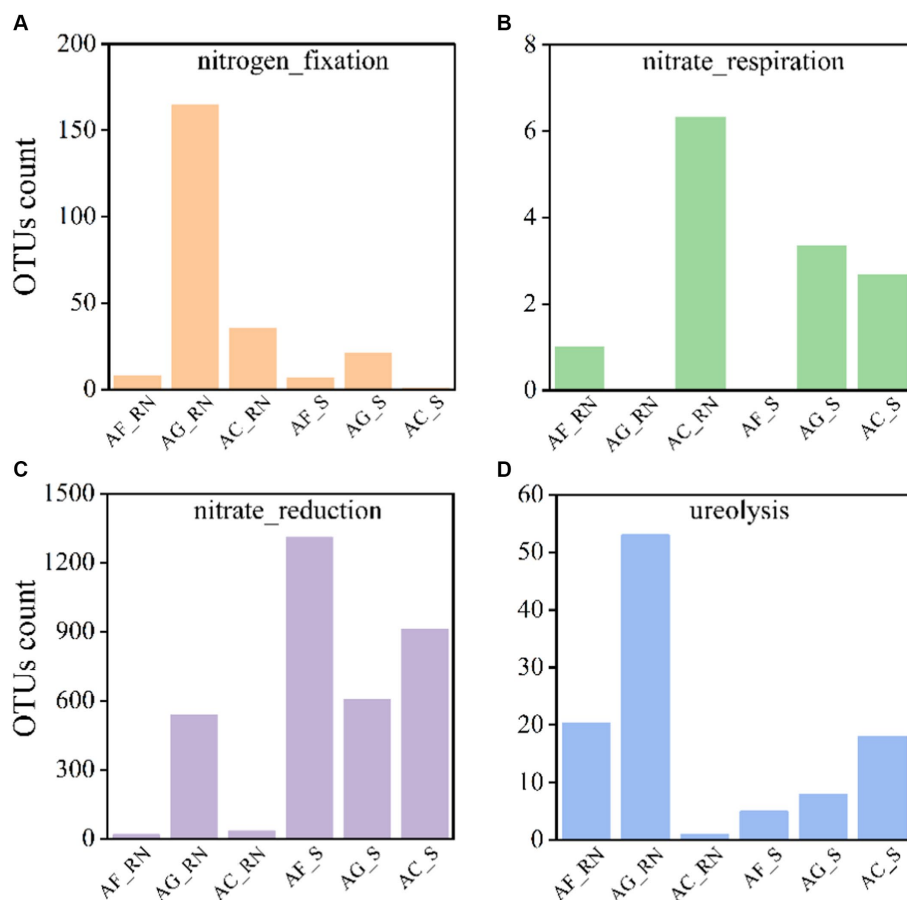 A
nitrogen_fixation
OTUs count
200
150
100
50
0
AF_RN
AG_RN
AC_RN
AF_S
AG_S
AC_S
B
nitrate_respiration
8
6
4
2
0
AF_RN
AG_RN
AC_RN
AF_S
AG_S
AC_S
C
nitrate_reduction
OTUs count
1500
1200
900
600
300
0
AF_RN
AG_RN
AC_RN
AF_S
AG_S
AC_S
D
ureolysis
60
50
40
30
20
10
0
AF_RN
AG_RN
AC_RN
AF_S
AG_S
AC_S